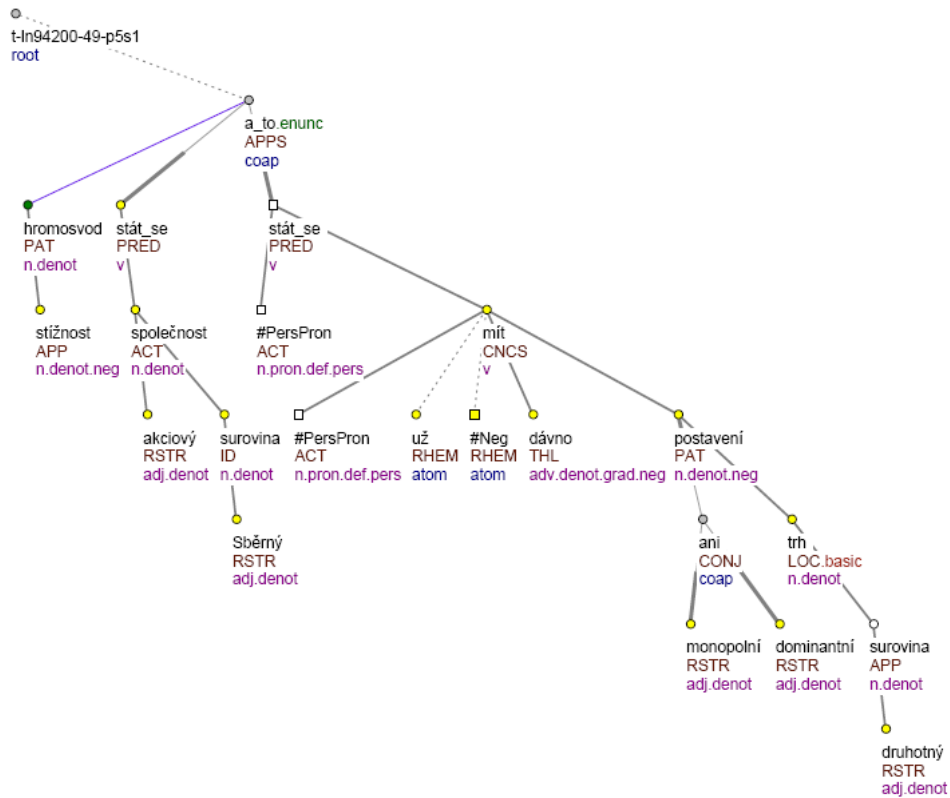 t-ln94200-49-p5s1
root
a_to.enunc
APPS
coap
hromosvod
PAT
n.denot
stát_se
PRED
v
stát_se
PRED
v
stížnost
APP
n.denot.neg
společnost
ACT
n.denot
#PersPron
ACT
n.pron.def.pers
mít
CNCS
v
akciový
RSTR
adj.denot
surovina
ID
n.denot
#PersPron
ACT
n.pron.def.pers
už
RHEM
atom
#Neg
RHEM
atom
dávno
THL
adv.denot.grad.neg
postavení
PAT
n.denot.neg
Sběrný
RSTR
adj.denot
ani
CONJ
coap
trh
LOC.basic
n.denot
monopolní
RSTR
adj.denot
dominantní
RSTR
adj.denot
surovina
APP
n.denot
druhotný
RSTR
adj.denot